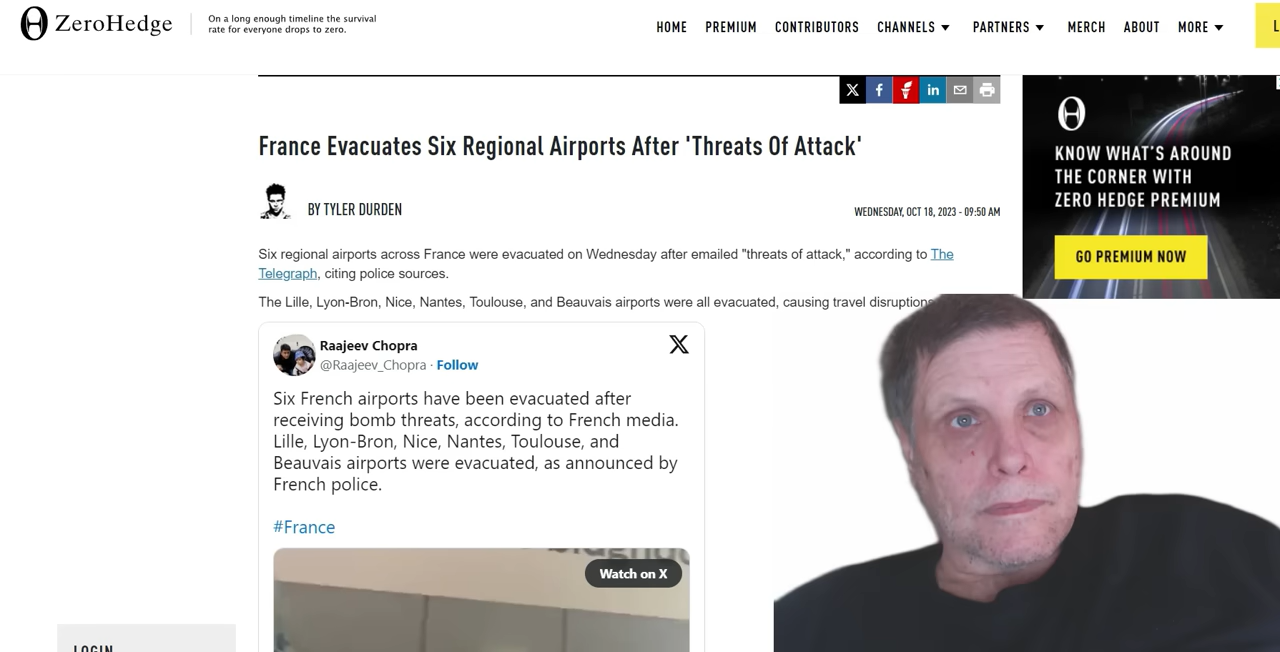 ZeroHedge
On a long enough timeline the survival
rate for everyone drops to zero.
HOME PREMIUM CONTRIBUTORS CHANNELS PARTNERS MERCH ABOUT MORE
France Evacuates Six Regional Airports After 'Threats Of Attack'
BY TYLER DURDEN
WEDNESDAY, OCT 18, 2023 - 09:50 AM
Six regional airports across France were evacuated on Wednesday after emailed "threats of attack," according to The
Telegraph, citing police sources.
The Lille, Lyon-Bron, Nice, Nantes, Toulouse, and Beauvais airports were all evacuated, causing travel disruptions
Raajeev Chopra
@Raajeev_Chopra · Follow
Six French airports have been evacuated after
receiving bomb threats, according to French media.
Lille, Lyon-Bron, Nice, Nantes, Toulouse, and
Beauvais airports were evacuated, as announced by
French police.
#France
Watch on X
KNOW WHAT'S AROUND
THE CORNER WITH
ZERO HEDGE PREMIUM
GO PREMIUM NOW
LOGIN